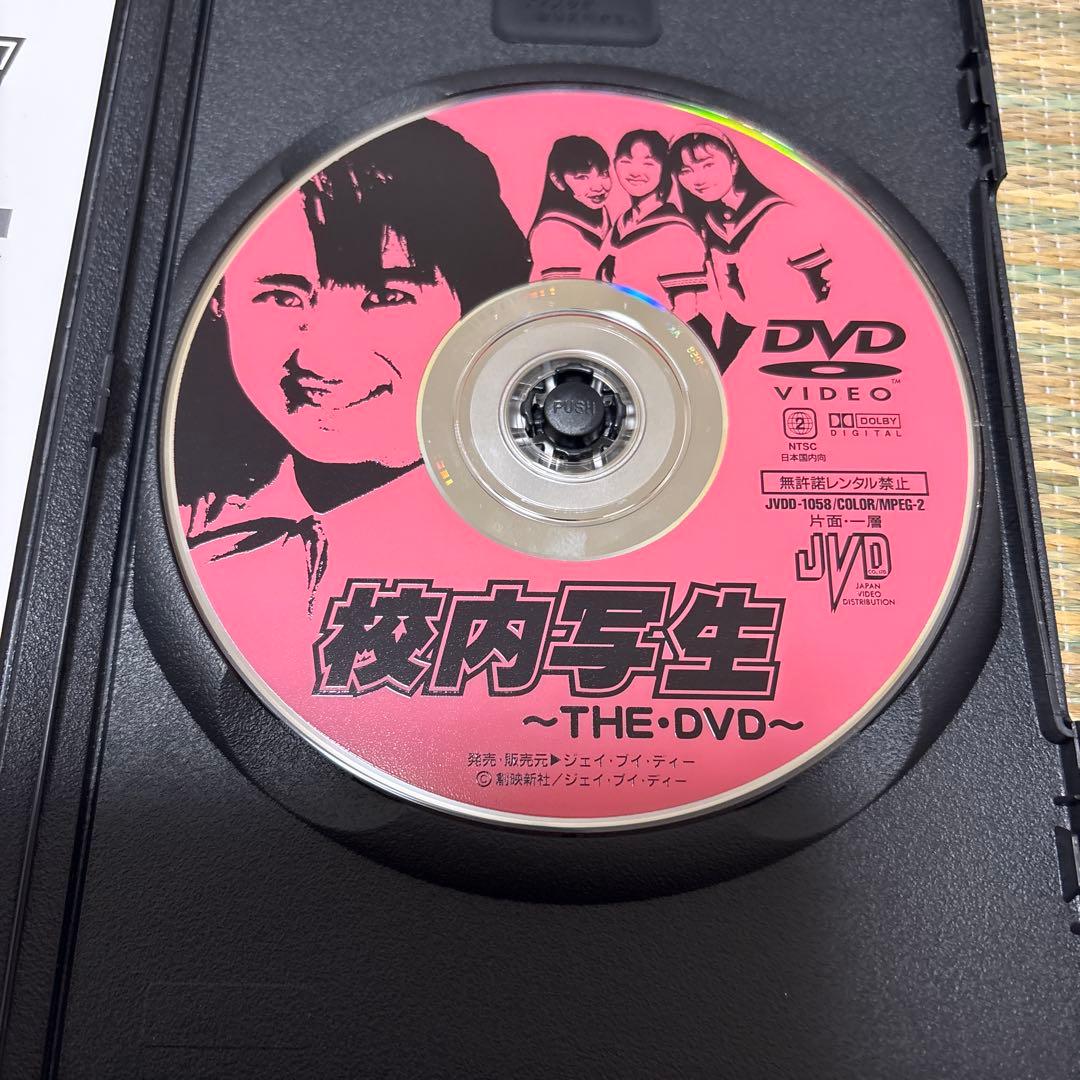 DVD
VIDEO
TM
2
DOLBY
DIGITAL
NTSC
日本国内向
無許諾レンタル禁止
JVDD-1058/COLOR/MPEG-2
片面・一層
JVD
CO., LTD.
JAPAN
VIDEO
DISTRIBUTION
PUSH
校内写生
〜THE・DVD〜
発売・販売元▶ジェイ・ブイ・ディー
© 創映新社/ジェイ・ブイ・ディー